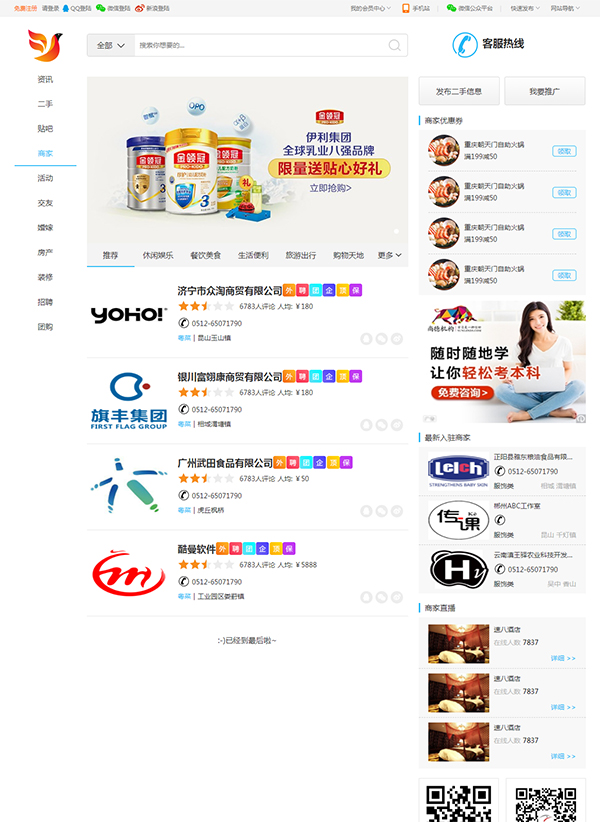 免费注册 请登录 QQ登陆 微信登陆 新浪登陆 我的会员中心 手机站 微信公众平台 快速发布 网站导航
全部 搜索你想要的... 客服热线
资讯
二手
贴吧
商家
活动
交友
婚嫁
房产
装修
招聘
团购
金领冠
伊利集团
全球乳业八强品牌
限量送贴心好礼
立即抢购>
推荐 休闲娱乐 餐饮美食 生活便利 旅游出行 购物天地 更多
YOHO!
济宁市众淘商贸有限公司 外 聘 团 企 顶 保
6783人评论 人均: ¥180
0512-65071790
粤菜 | 昆山玉山镇
旗丰集团
FIRST FLAG GROUP
银川富翊康商贸有限公司 外 聘 团 企 顶 保
6783人评论 人均: ¥180
0512-65071790
粤菜 | 相城渭塘镇
广州武田食品有限公司 外 聘 团 企 顶 保
6783人评论 人均: ¥50
0512-65071790
粤菜 | 虎丘枫桥
酷曼软件 外 聘 团 企 顶 保
6783人评论 人均: ¥5888
0512-65071790
粤菜 | 工业园区娄葑镇
:-)已经到最后啦~
发布二手信息 我要推广
商家优惠券
重庆朝天门自助火锅
满199减50 领取
重庆朝天门自助火锅
满199减50 领取
重庆朝天门自助火锅
满199减50 领取
重庆朝天门自助火锅
满199减50 领取
尚德机构
随时随地学
让你轻松考本科
免费咨询>
最新入驻商家
Lelch
STRENGTHENS BABY SKIN
正阳县雅东粮油食品有限...
0512-65071790
服饰类 相城 渭塘镇
传课 Ke
郴州ABC工作室
服饰类 昆山 千灯镇
云南滇王驿农业科技开发...
0512-65071790
服饰类 吴中 香山
商家直播
速八酒店
在线人数 7837
详细 >>
速八酒店
在线人数 7837
详细 >>
速八酒店
在线人数 7837
详细 >>